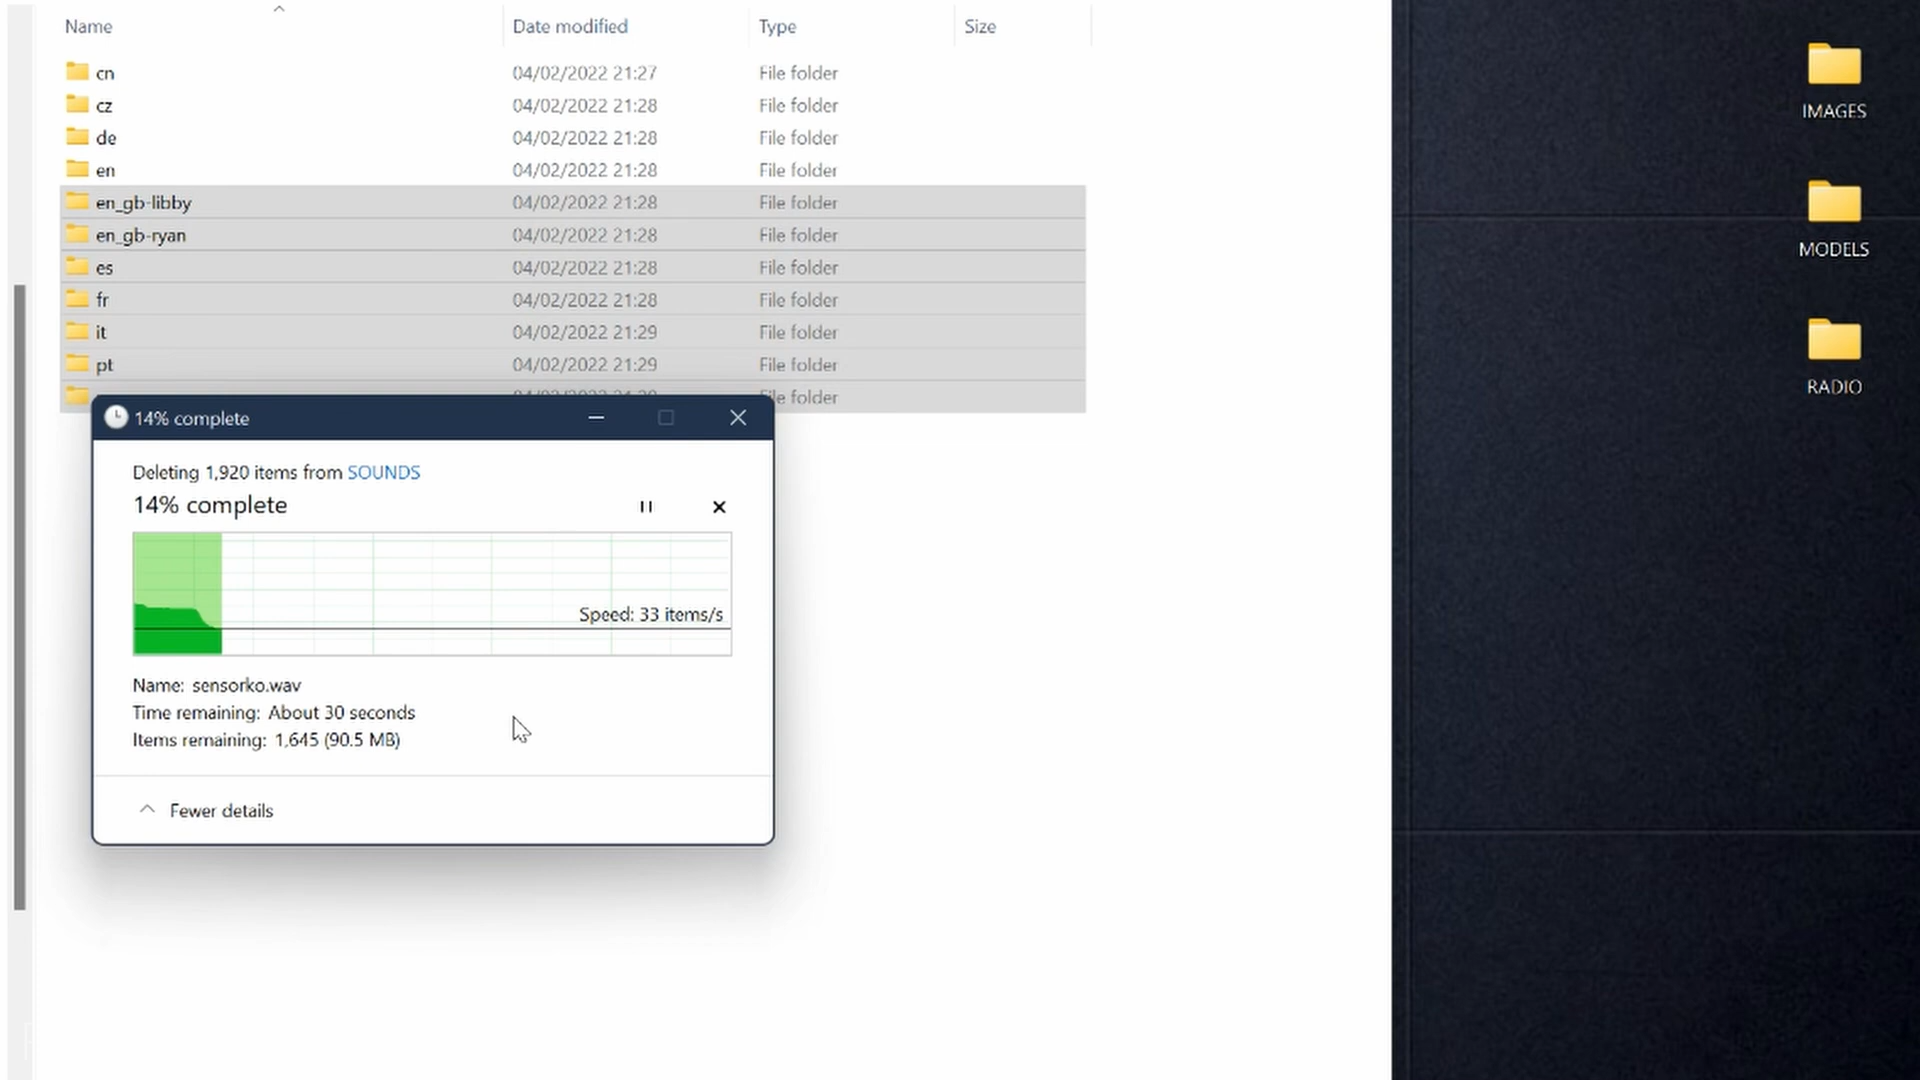 Name Date modified Type Size
cn 04/02/2022 21:27 File folder
cz 04/02/2022 21:28 File folder
de 04/02/2022 21:28 File folder
en 04/02/2022 21:28 File folder
en_gb-libby 04/02/2022 21:28 File folder
en_gb-ryan 04/02/2022 21:28 File folder
es 04/02/2022 21:28 File folder
fr 04/02/2022 21:28 File folder
it 04/02/2022 21:29 File folder
pt 04/02/2022 21:29 File folder
File folder
14% complete
Deleting 1,920 items from SOUNDS
14% complete
Speed: 33 items/s
Name: sensorko.wav
Time remaining: About 30 seconds
Items remaining: 1,645 (90.5 MB)
Fewer details
IMAGES
MODELS
RADIO